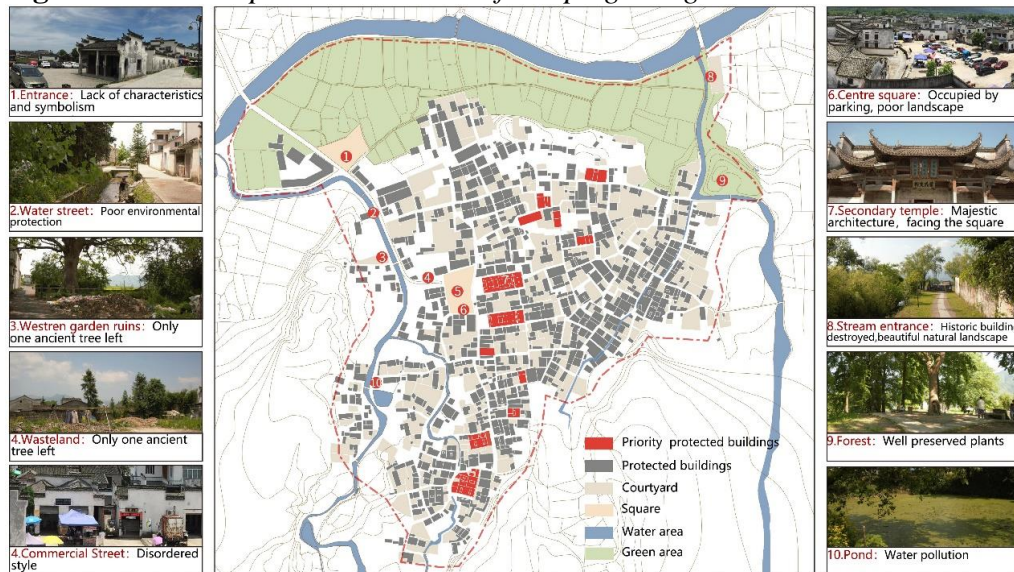 1.Entrance: Lack of characteristics
and symbolism
2.Water street: Poor environmental
protection
3.Westren garden ruins: Only
one ancient tree left
4.Wasteland: Only one ancient
tree left
4.Commercial Street: Disordered
style
1
2
3
4
5
6
7
8
9
10
Priority protected buildings
Protected buildings
Courtyard
Square
Water area
Green area
6.Centre square: Occupied by
parking, poor landscape
7.Secondary temple: Majestic
architecture, facing the square
8.Stream entrance: Historic buildin
destroyed,beautiful natural landscape
9.Forest: Well preserved plants
10.Pond: Water pollution